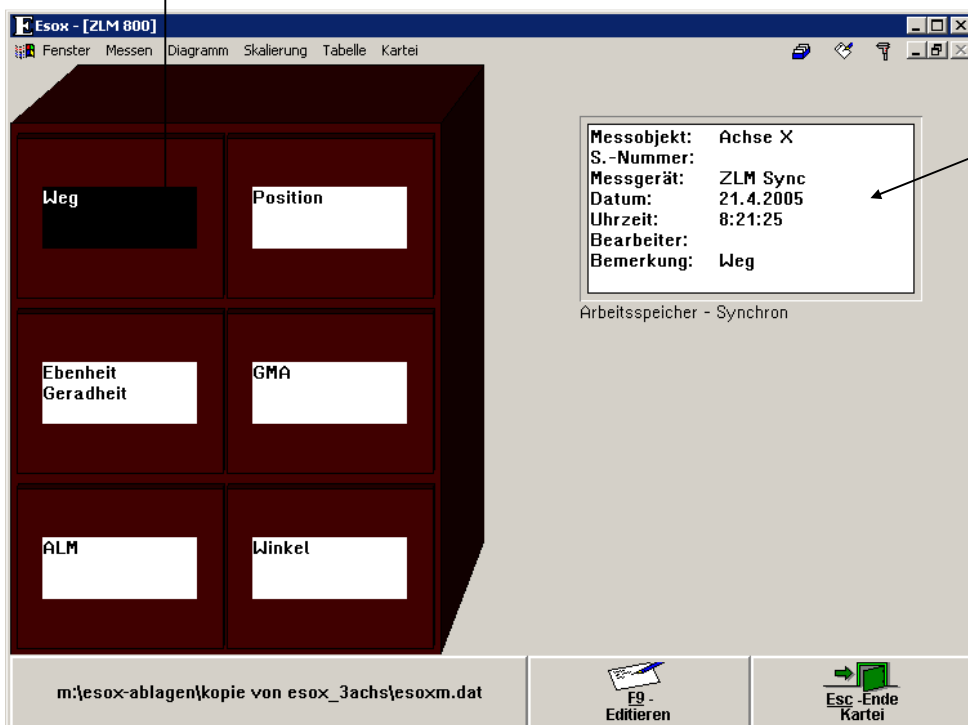 Esox - [ZLM 800]
Fenster Messen Diagramm Skalierung Tabelle Kartei
Weg
Position
Ebenheit
Geradheit
GMA
ALM
Winkel
Messobjekt: Achse X
S.-Nummer:
Messgerät: ZLM Sync
Datum: 21.4.2005
Uhrzeit: 8:21:25
Bearbeiter:
Bemerkung: Weg
Arbeitsspeicher - Synchron
m:\esox-ablagen\kopie von esox_3achs\esoxm.dat
F9 -
Editieren
Esc -Ende
Kartei